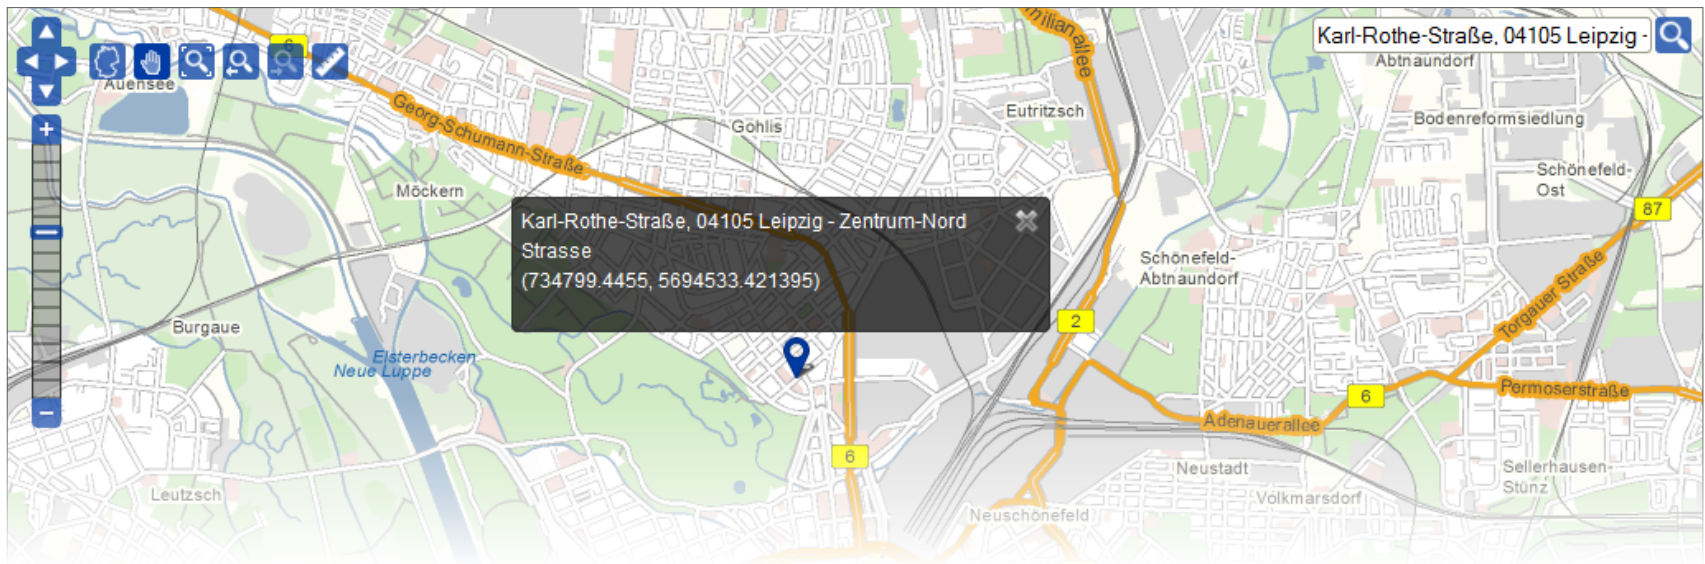 Karl-Rothe-Straße, 04105 Leipzig -
6
milianallee
Auensee
Abtnaundorf
Georg-Schumann-Straße
Gohlis
Eutritzsch
Bodenreformsiedlung
Möckern
Schönefeld-
Ost
87
Karl-Rothe-Straße, 04105 Leipzig - Zentrum-Nord
Strasse
(734799.4455, 5694533.421395)
Schönefeld-
Abtnaundorf
Torgauer Straße
Burgaue
2
Elsterbecken
Neue Luppe
6
Permoserstraße
Adenauerallee
6
Neustadt
Sellerhausen-
Stünz
Leutzsch
Volkmarsdorf
Neuschönefeld